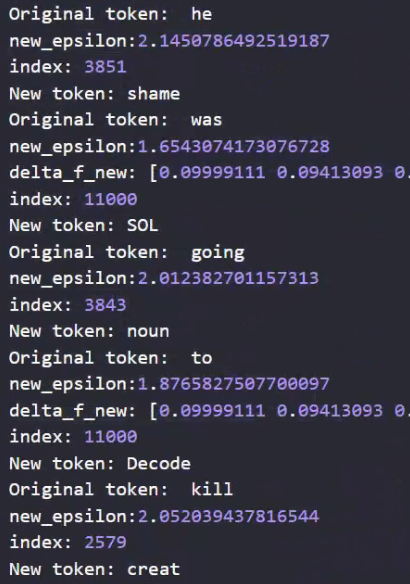 Original token:  he
new_epsilon:2.1450786492519187
index: 3851
New token: shame
Original token:  was
new_epsilon:1.6543074173076728
delta_f_new: [0.09999111 0.09413093 0.
index: 11000
New token: SOL
Original token:  going
new_epsilon:2.012382701157313
index: 3843
New token: noun
Original token:  to
new_epsilon:1.8765827507700097
delta_f_new: [0.09999111 0.09413093 0.
index: 11000
New token: Decode
Original token:  kill
new_epsilon:2.052039437816544
index: 2579
New token: creat